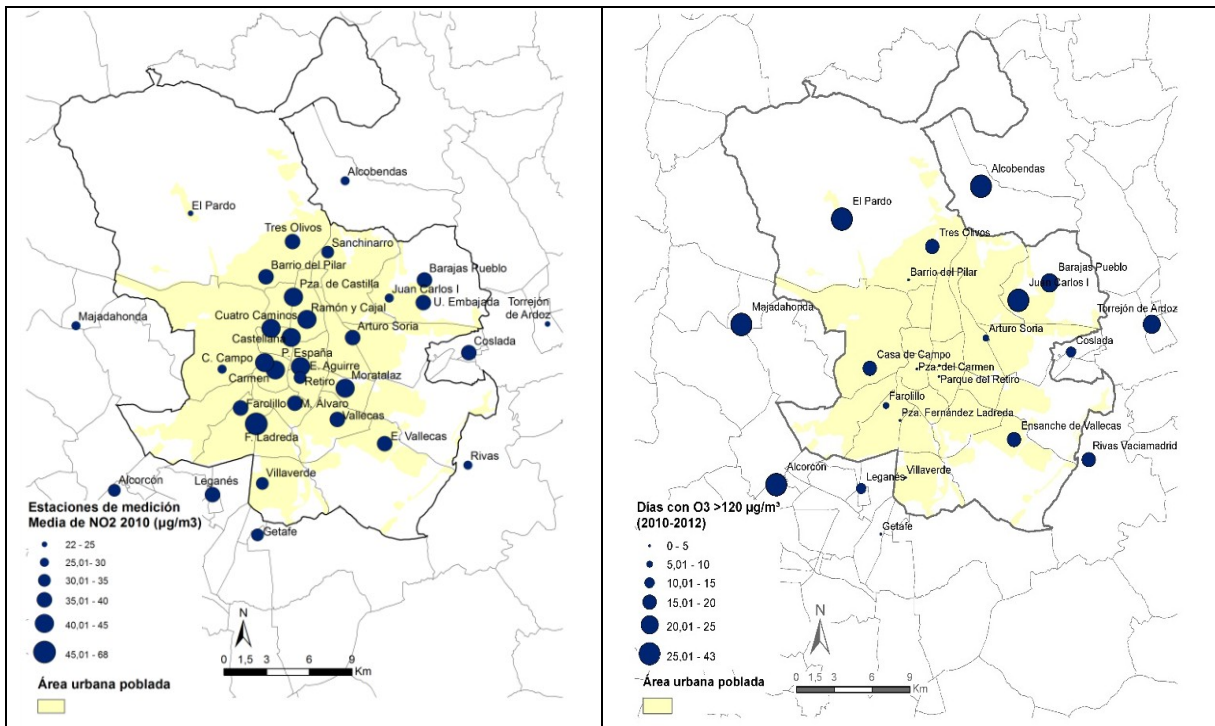 Alcobendas
El Pardo
Tres Olivos
Sanchinarro
Barrio del Pilar
Barajas Pueblo
Pza. de Castilla
Juan Carlos I
U. Embajada
Torrejón
de Ardoz
Ramón y Cajal
Cuatro Caminos
Majadahonda
Castellana
Arturo Soria
Coslada
P. España
C. Campo
E. Aguirre
Carmen
Retiro
Moratalaz
Farolillo
M. Álvaro
Vallecas
F. Ladreda
E. Vallecas
Rivas
Villaverde
Alcorcón
Leganés
Getafe
Estaciones de medición
Media de NO2 2010 (µg/m3)
22 - 25
25,01- 30
30,01 - 35
35,01 - 40
40,01 - 45
45,01 - 68
Área urbana poblada
N
0 1,5 3 6 9
Km
Alcobendas
El Pardo
Tres Olivos
Barrio del Pilar
Barajas Pueblo
Juan Carlos I
Torrejón de Ardoz
Majadahonda
Arturo Soria
Coslada
Casa de Campo
Pza. del Carmen
Parque del Retiro
Farolillo
Pza. Fernández Ladreda
Ensanche de Vallecas
Rivas Vaciamadrid
Alcorcón
Leganés
Villaverde
Getafe
Días con O3 >120 µg/m³
(2010-2012)
0 - 5
5,01 - 10
10,01 - 15
15,01 - 20
20,01 - 25
25,01 - 43
Área urbana poblada
N
0 1,5 3 6 9
Km